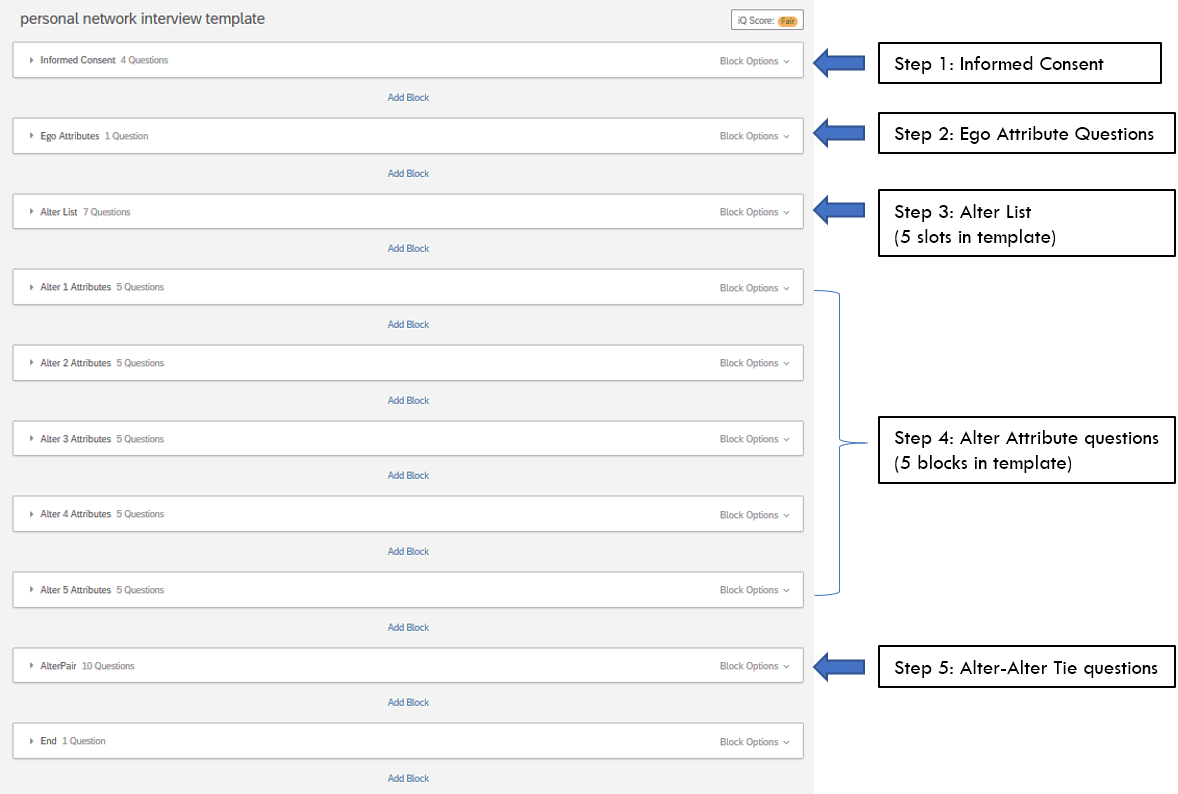 personal network interview template
iQ Score: Fair
Informed Consent 4 Questions
Block Options
Step 1: Informed Consent
Add Block
Ego Attributes 1 Question
Block Options
Step 2: Ego Attribute Questions
Add Block
Alter List 7 Questions
Block Options
Step 3: Alter List
(5 slots in template)
Add Block
Alter 1 Attributes 5 Questions
Block Options
Add Block
Alter 2 Attributes 5 Questions
Block Options
Add Block
Alter 3 Attributes 5 Questions
Block Options
Step 4: Alter Attribute questions
(5 blocks in template)
Add Block
Alter 4 Attributes 5 Questions
Block Options
Add Block
Alter 5 Attributes 5 Questions
Block Options
Add Block
AlterPair 10 Questions
Block Options
Step 5: Alter-Alter Tie questions
Add Block
End 1 Question
Block Options
Add Block